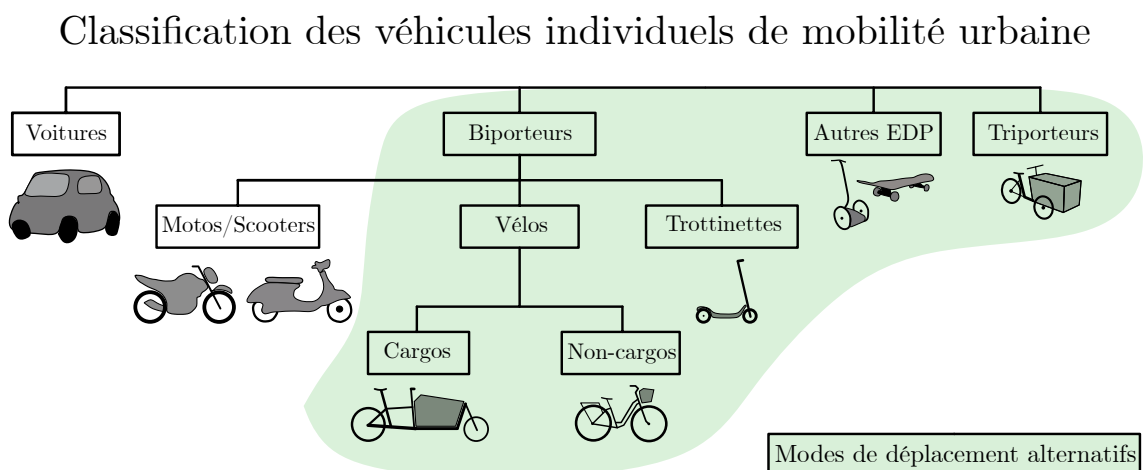 Classification des véhicules individuels de mobilité urbaine
Voitures
Biporteurs
Autres EDP
Triporteurs
Motos/Scooters
Vélos
Trottinettes
Cargos
Non-cargos
Modes de déplacement alternatifs